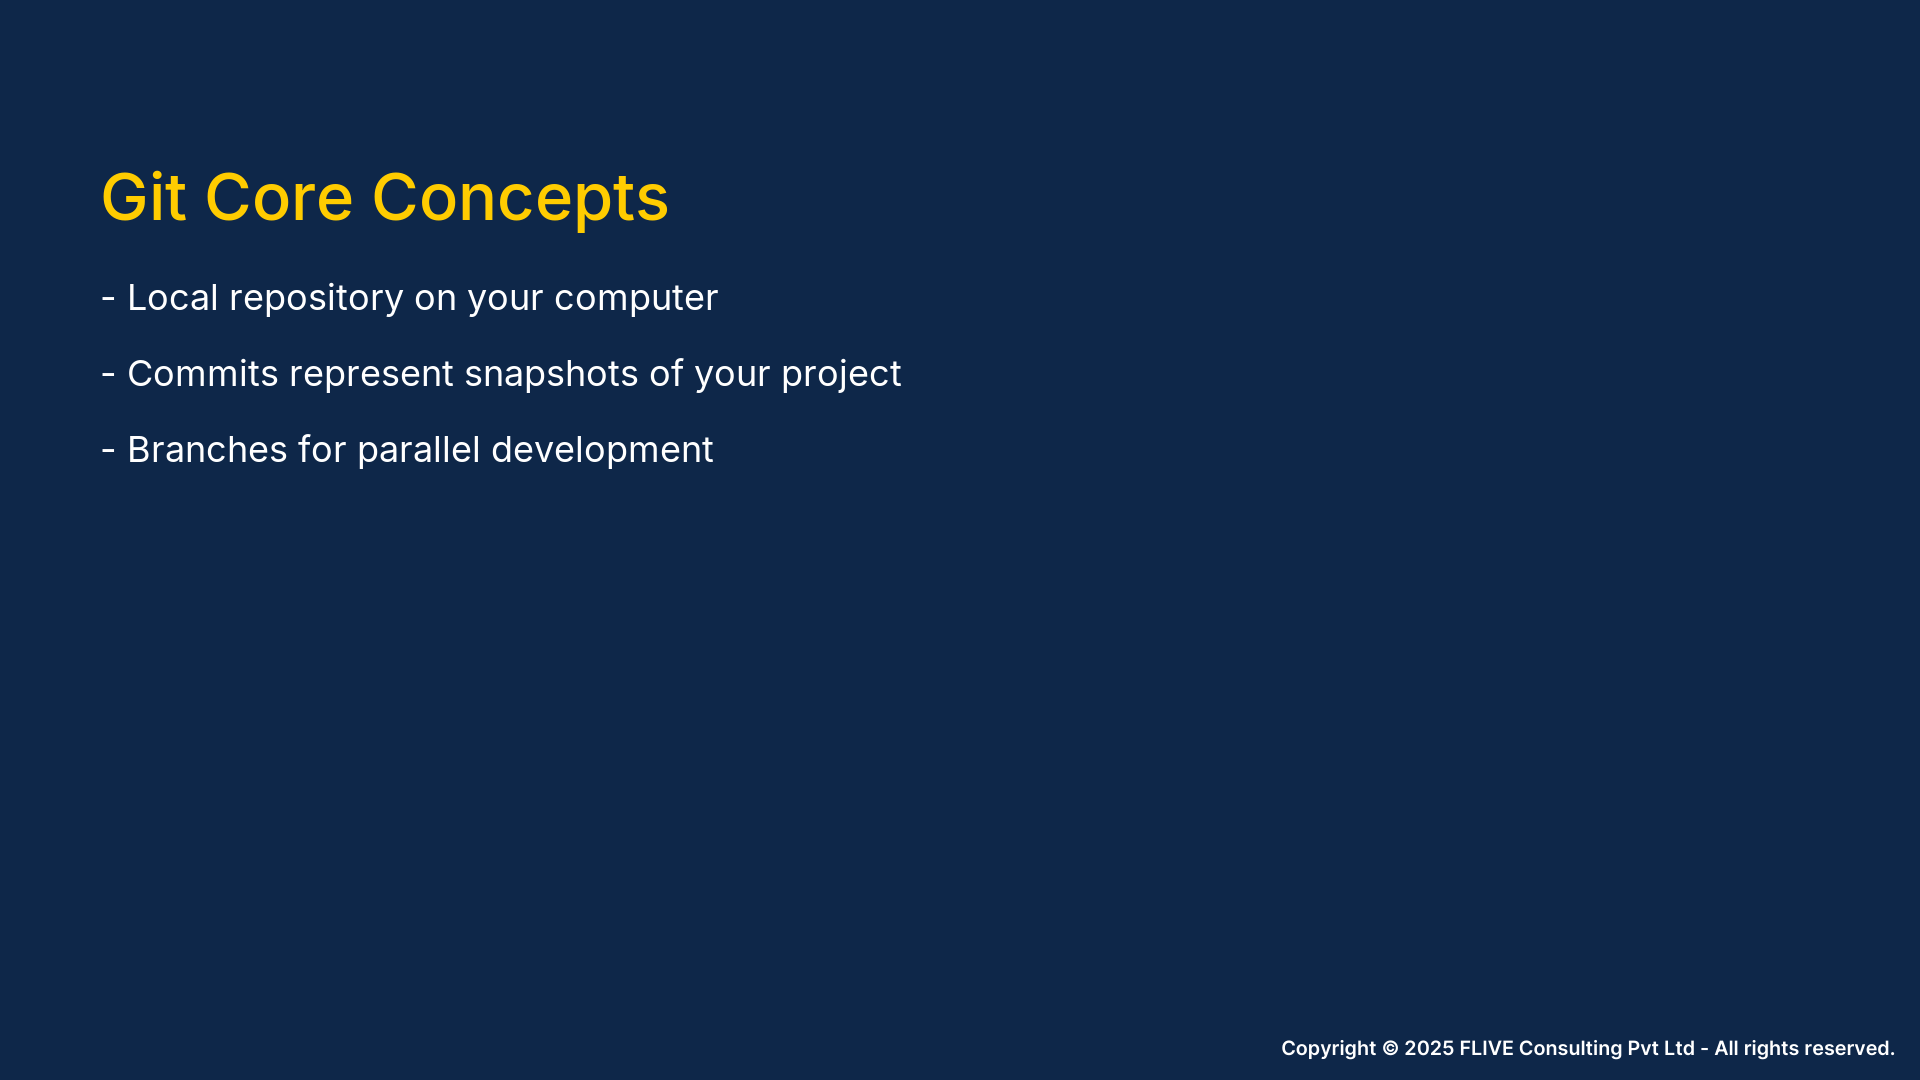 Git Core Concepts
- Local repository on your computer
- Commits represent snapshots of your project
- Branches for parallel development
Copyright © 2025 FLIVE Consulting Pvt Ltd - All rights reserved.